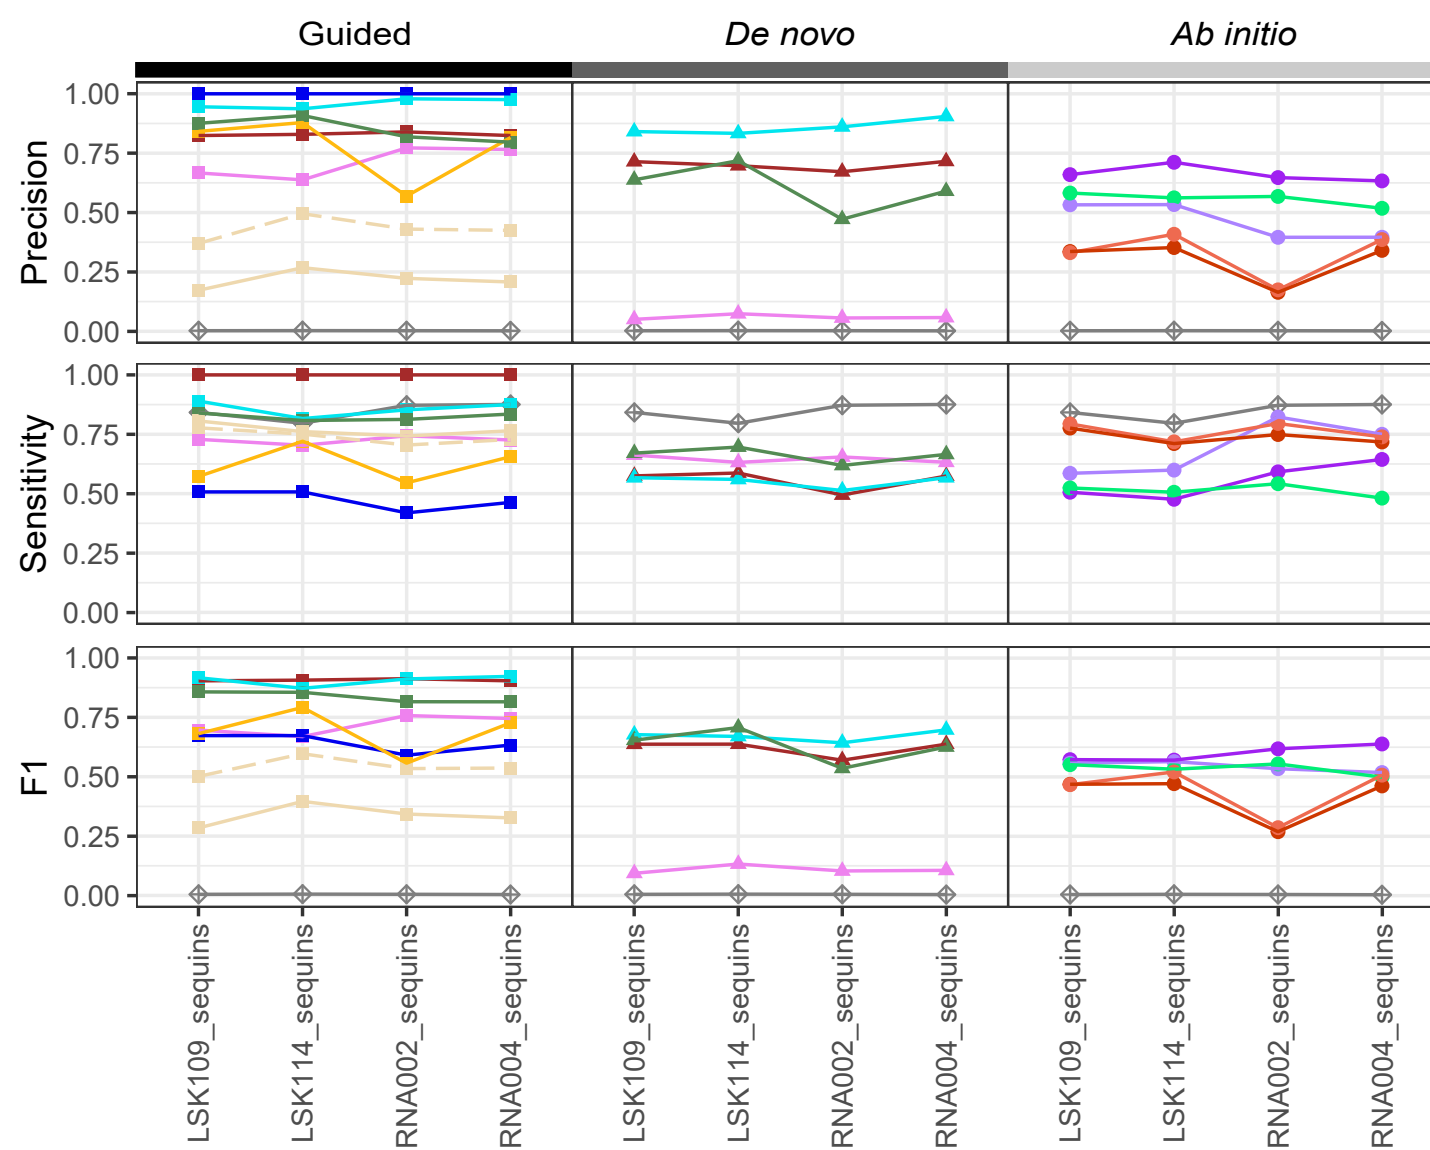 Guided De novo Ab initio
Precision
1.00
0.75
0.50
0.25
0.00
Sensitivity
1.00
0.75
0.50
0.25
0.00
F1
1.00
0.75
0.50
0.25
0.00
LSK109_sequins
LSK114_sequins
RNA002_sequins
RNA004_sequins
LSK109_sequins
LSK114_sequins
RNA002_sequins
RNA004_sequins
LSK109_sequins
LSK114_sequins
RNA002_sequins
RNA004_sequins